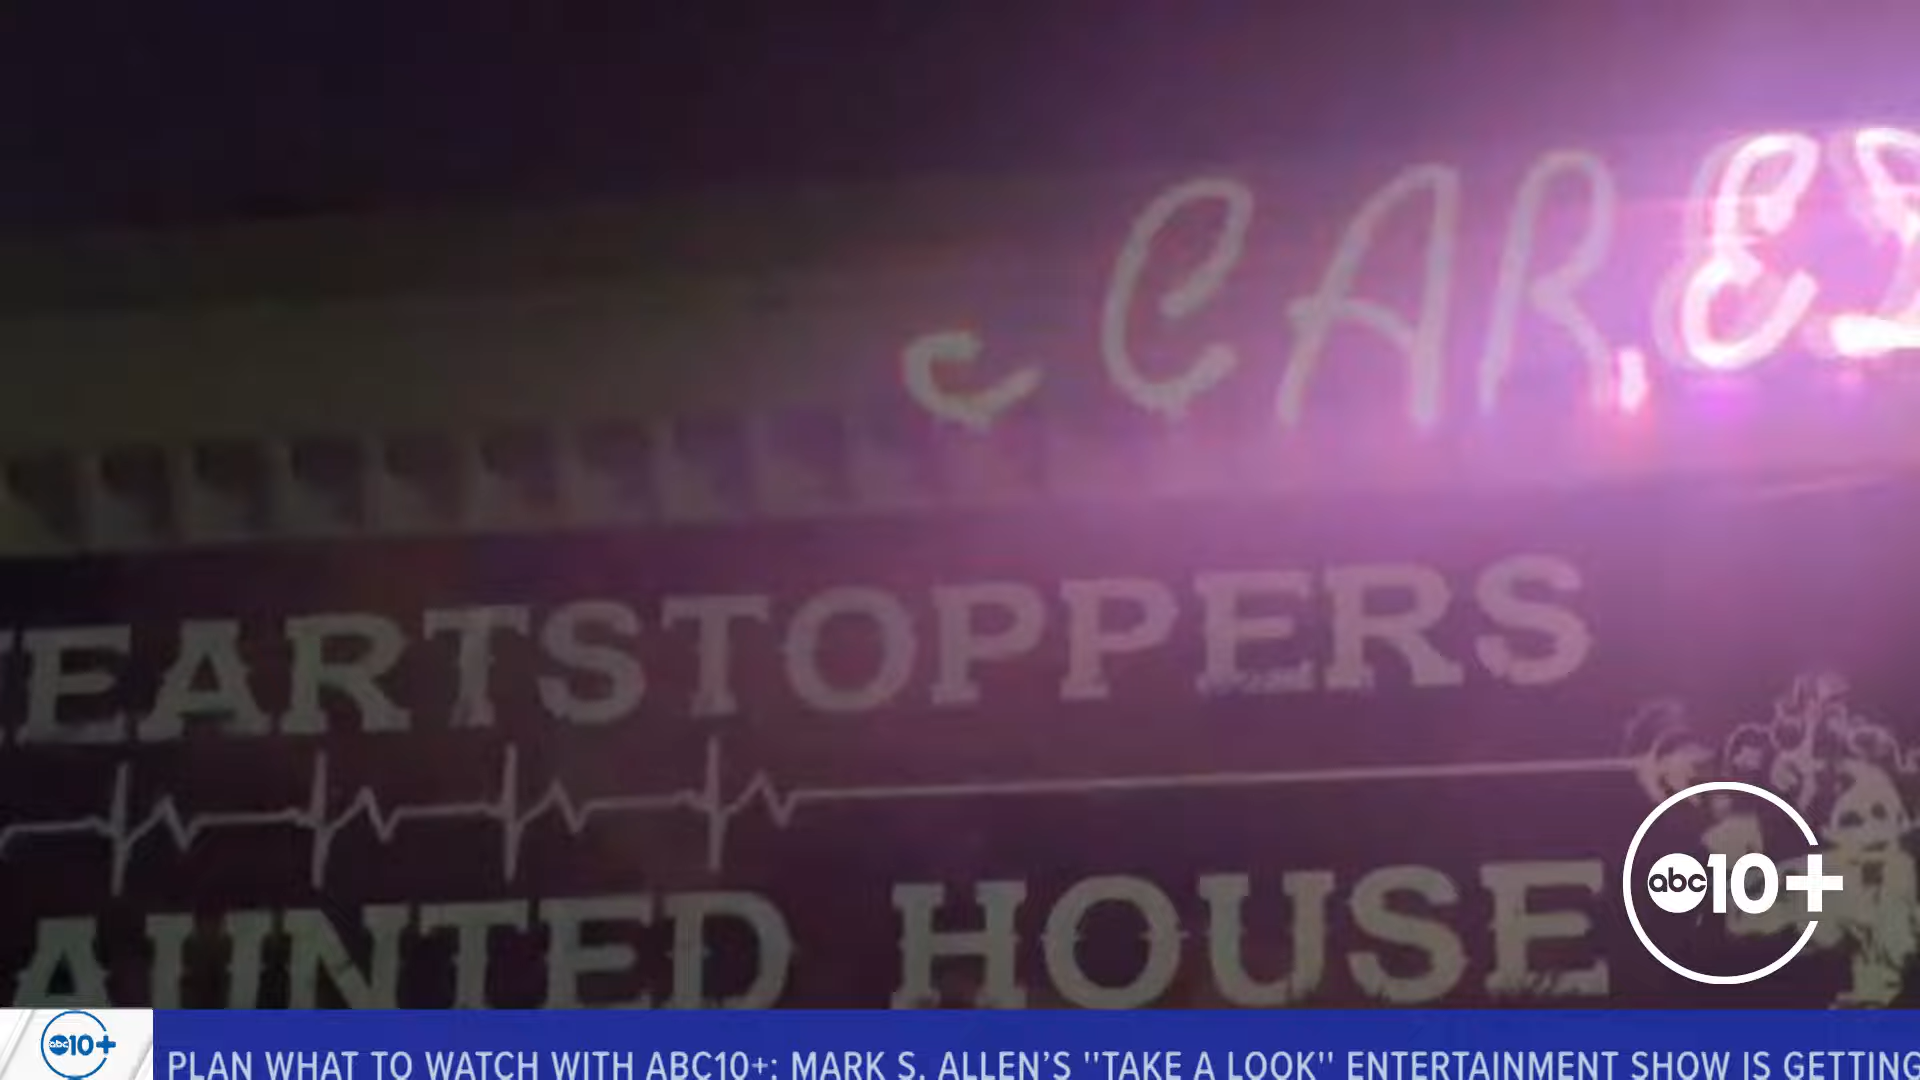 CARE
EARTSTOPPERS
AUNTED HOUSE
abc10+
abc10+
PLAN WHAT TO WATCH WITH ABC10+: MARK S. ALLEN'S "TAKE A LOOK" ENTERTAINMENT SHOW IS GETTING